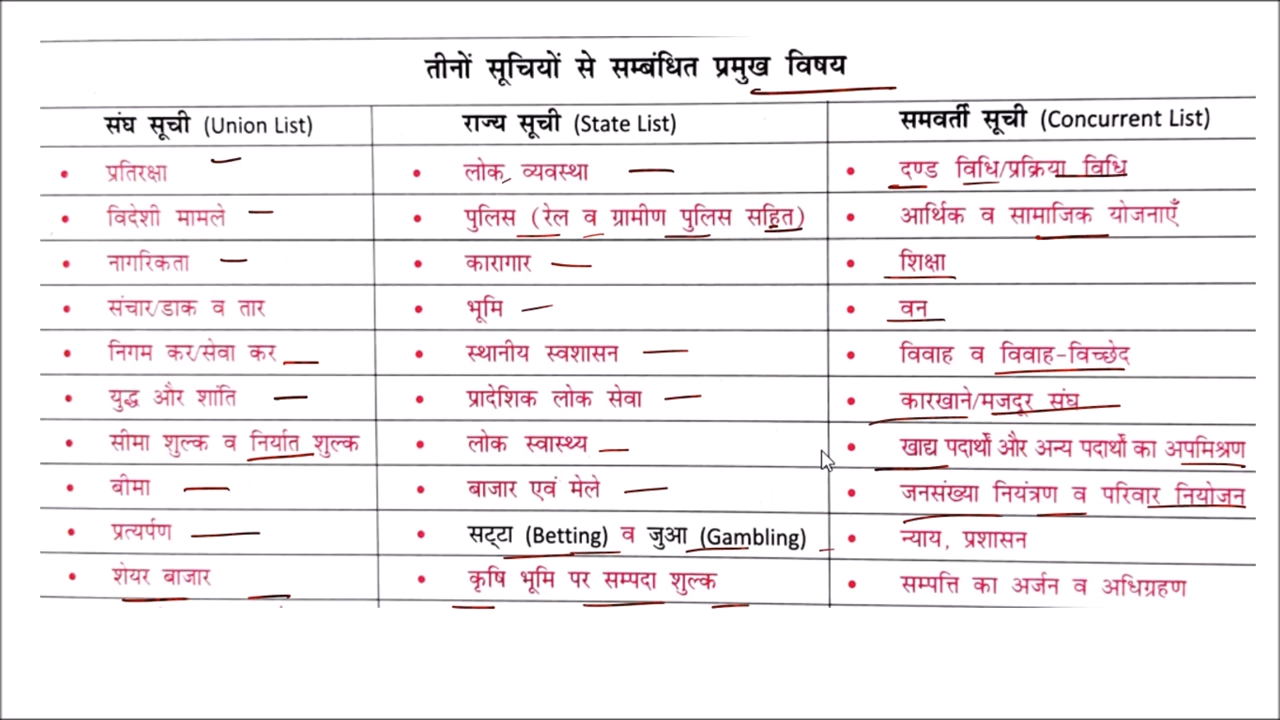 तीनों सूचियों से सम्बंधित प्रमुख विषय
संघ सूची (Union List) राज्य सूची (State List) समवर्ती सूची (Concurrent List)
• प्रतिरक्षा • लोक व्यवस्था • दण्ड विधि/प्रक्रिया विधि
• विदेशी मामले • पुलिस (रेल व ग्रामीण पुलिस सहित) • आर्थिक व सामाजिक योजनाएँ
• नागरिकता • कारागार • शिक्षा
• संचार/डाक व तार • भूमि • वन
• निगम कर/सेवा कर • स्थानीय स्वशासन • विवाह व विवाह-विच्छेद
• युद्ध और शांति • प्रादेशिक लोक सेवा • कारखाने/मजदूर संघ
• सीमा शुल्क व निर्यात शुल्क • लोक स्वास्थ्य • खाद्य पदार्थों और अन्य पदार्थों का अपमिश्रण
• बीमा • बाजार एवं मेले • जनसंख्या नियंत्रण व परिवार नियोजन
• प्रत्यर्पण सट्टा (Betting) व जुआ (Gambling) • न्याय, प्रशासन
• शेयर बाजार • कृषि भूमि पर सम्पदा शुल्क • सम्पत्ति का अर्जन व अधिग्रहण